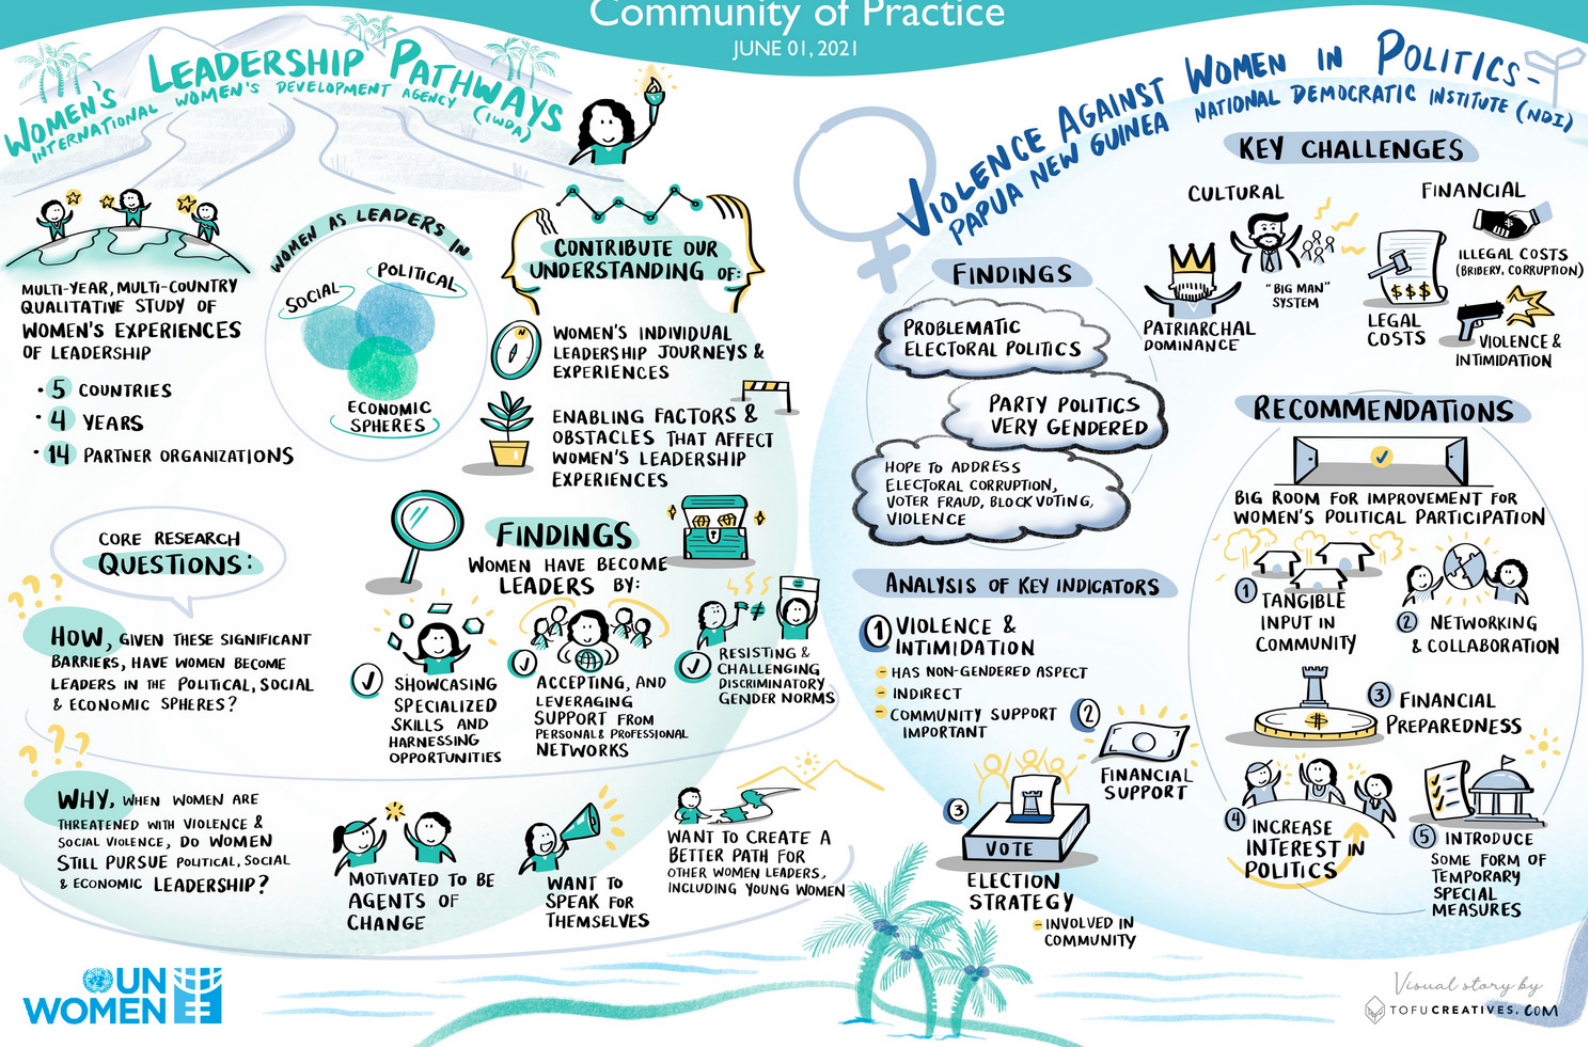 Community of Practice
JUNE 01, 2021
WOMEN'S LEADERSHIP PATHWAYS
INTERNATIONAL WOMEN'S DEVELOPMENT AGENCY
(IWDA)
MULTI-YEAR, MULTI-COUNTRY
QUALITATIVE STUDY OF
WOMEN'S EXPERIENCES
OF LEADERSHIP
• 5 COUNTRIES
• 4 YEARS
• 14 PARTNER ORGANIZATIONS
WOMEN AS LEADERS IN
SOCIAL
POLITICAL
ECONOMIC
SPHERES
CONTRIBUTE OUR
UNDERSTANDING OF:
N
WOMEN'S INDIVIDUAL
LEADERSHIP JOURNEYS &
EXPERIENCES
ENABLING FACTORS &
OBSTACLES THAT AFFECT
WOMEN'S LEADERSHIP
EXPERIENCES
CORE RESEARCH
QUESTIONS:
???
HOW, GIVEN THESE SIGNIFICANT
BARRIERS, HAVE WOMEN BECOME
LEADERS IN THE POLITICAL, SOCIAL
& ECONOMIC SPHERES?
FINDINGS
WOMEN HAVE BECOME
LEADERS BY:
SHOWCASING
SPECIALIZED
SKILLS AND
HARNESSING
OPPORTUNITIES
ACCEPTING, AND
LEVERAGING
SUPPORT FROM
PERSONAL & PROFESSIONAL
NETWORKS
RESISTING &
CHALLENGING
DISCRIMINATORY
GENDER NORMS
???
WHY, WHEN WOMEN ARE
THREATENED WITH VIOLENCE &
SOCIAL VIOLENCE, DO WOMEN
STILL PURSUE POLITICAL, SOCIAL
& ECONOMIC LEADERSHIP?
MOTIVATED TO BE
AGENTS OF
CHANGE
WANT TO
SPEAK FOR
THEMSELVES
WANT TO CREATE A
BETTER PATH FOR
OTHER WOMEN LEADERS,
INCLUDING YOUNG WOMEN
UN
WOMEN
VIOLENCE AGAINST WOMEN IN POLITICS-
PAPUA NEW GUINEA NATIONAL DEMOCRATIC INSTITUTE (NDI)
FINDINGS
PROBLEMATIC
ELECTORAL POLITICS
PARTY POLITICS
VERY GENDERED
HOPE TO ADDRESS
ELECTORAL CORRUPTION,
VOTER FRAUD, BLOCK VOTING,
VIOLENCE
KEY CHALLENGES
CULTURAL
PATRIARCHAL
DOMINANCE
"BIG MAN"
SYSTEM
FINANCIAL
$$$
LEGAL
COSTS
$
ILLEGAL COSTS
(BRIBERY, CORRUPTION)
VIOLENCE &
INTIMIDATION
ANALYSIS OF KEY INDICATORS
1 VIOLENCE &
INTIMIDATION
- HAS NON-GENDERED ASPECT
- INDIRECT
- COMMUNITY SUPPORT
IMPORTANT
2
FINANCIAL
SUPPORT
3
VOTE
ELECTION
STRATEGY
- INVOLVED IN
COMMUNITY
RECOMMENDATIONS
BIG ROOM FOR IMPROVEMENT FOR
WOMEN'S POLITICAL PARTICIPATION
1 TANGIBLE
INPUT IN
COMMUNITY
2 NETWORKING
& COLLABORATION
$
3 FINANCIAL
PREPAREDNESS
4 INCREASE
INTEREST IN
POLITICS
5 INTRODUCE
SOME FORM OF
TEMPORARY
SPECIAL
MEASURES
Visual story by
TOFUCREATIVES.COM